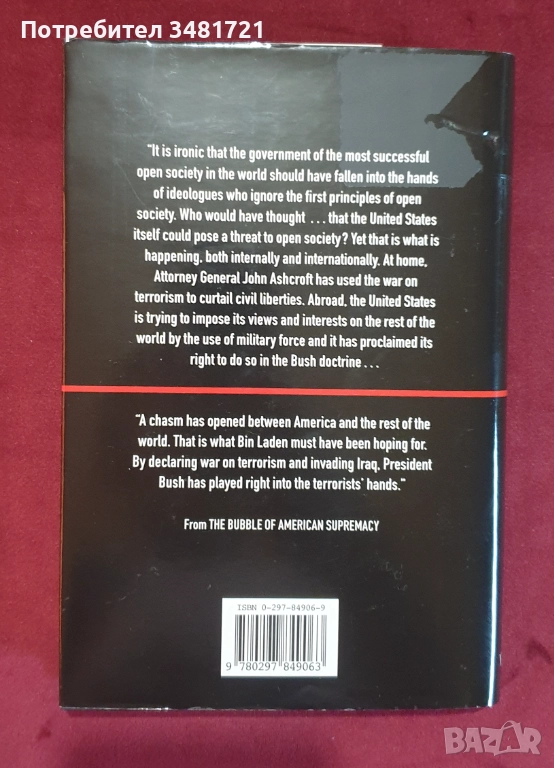 Потребител 3481721
“It is ironic that the government of the most successful
open society in the world should have fallen into the hands
of ideologues who ignore the first principles of open
society. Who would have thought ... that the United States
itself could pose a threat to open society? Yet that is what is
happening, both internally and internationally. At home,
Attorney General John Ashcroft has used the war on
terrorism to curtail civil liberties. Abroad, the United States
is trying to impose its views and interests on the rest of the
world by the use of military force and it has proclaimed its
right to do so in the Bush doctrine ...
“A chasm has opened between America and the rest of the
world. That is what Bin Laden must have been hoping for.
By declaring war on terrorism and invading Iraq, President
Bush has played right into the terrorists’ hands.”
From THE BUBBLE OF AMERICAN SUPREMACY
ISBN 0-297-84906-9
9 780297 849063
BAZAR